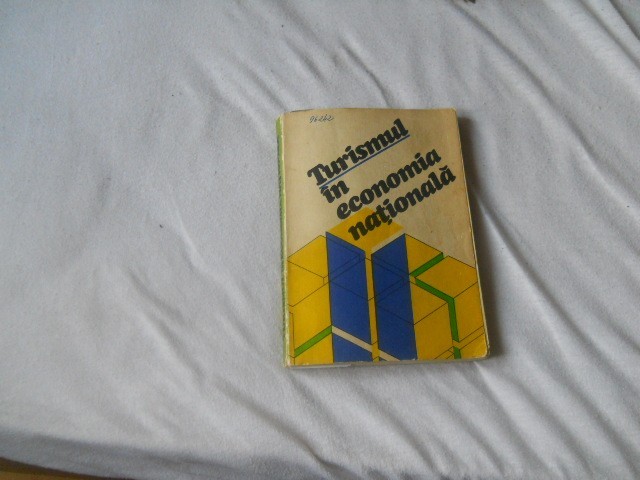 Turismul
în
economia
națională